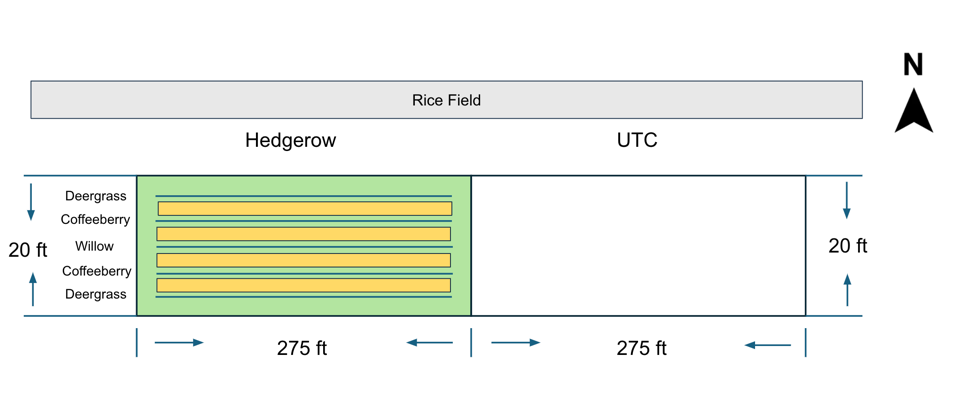 N
Rice Field
Hedgerow
UTC
Deergrass
Coffeeberry
20 ft
Willow
20 ft
Coffeeberry
Deergrass
275 ft
275 ft